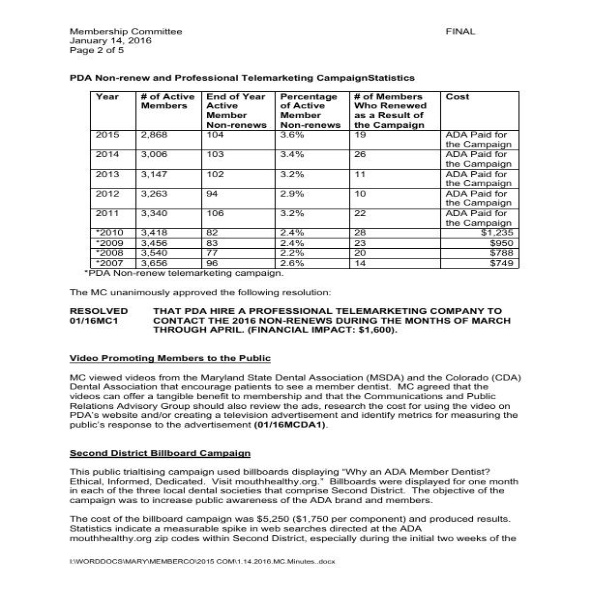 Membership Committee FINAL
January 14, 2016
Page 2 of 5
PDA Non-renew and Professional Telemarketing CampaignStatistics
Year # of Active Members End of Year Active Member Non-renews Percentage of Active Member Non-renews # of Members Who Renewed as a Result of the Campaign Cost
2015 2,868 104 3.6% 19 ADA Paid for the Campaign
2014 3,006 103 3.4% 26 ADA Paid for the Campaign
2013 3,147 102 3.2% 11 ADA Paid for the Campaign
2012 3,263 94 2.9% 10 ADA Paid for the Campaign
2011 3,340 106 3.2% 22 ADA Paid for the Campaign
*2010 3,418 82 2.4% 28 $1,235
*2009 3,456 83 2.4% 23 $950
*2008 3,540 77 2.2% 20 $788
*2007 3,656 96 2.6% 14 $749
*PDA Non-renew telemarketing campaign.
The MC unanimously approved the following resolution:
RESOLVED THAT PDA HIRE A PROFESSIONAL TELEMARKETING COMPANY TO
01/16MC1 CONTACT THE 2016 NON-RENEWS DURING THE MONTHS OF MARCH
THROUGH APRIL. (FINANCIAL IMPACT: $1,600).
Video Promoting Members to the Public
MC viewed videos from the Maryland State Dental Association (MSDA) and the Colorado (CDA)
Dental Association that encourage patients to see a member dentist. MC agreed that the
videos can offer a tangible benefit to membership and that the Communications and Public
Relations Advisory Group should also review the ads, research the cost for using the video on
PDA's website and/or creating a television advertisement and identify metrics for measuring the
public's response to the advertisement (01/16MCDA1).
Second District Billboard Campaign
This public trialtising campaign used billboards displaying "Why an ADA Member Dentist?
Ethical, Informed, Dedicated. Visit mouthhealthy.org." Billboards were displayed for one month
in each of the three local dental societies that comprise Second District. The objective of the
campaign was to increase public awareness of the ADA brand and members.
The cost of the billboard campaign was $5,250 ($1,750 per component) and produced results.
Statistics indicate a measurable spike in web searches directed at the ADA
mouthhealthy.org zip codes within Second District, especially during the initial two weeks of the
I:\WORDDOCS\MARY\MEMBERCO\2015 COM\1.14.2016.MC.Minutes..docx